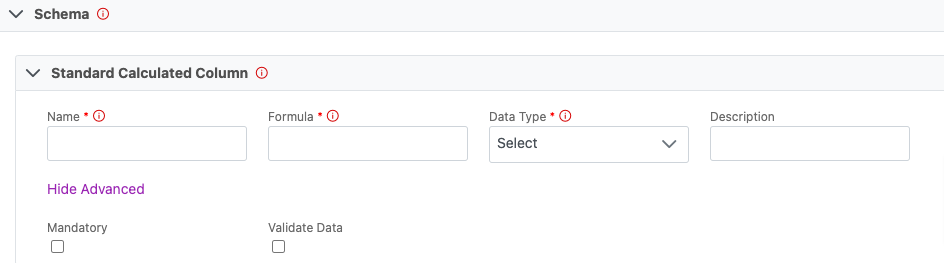 Schema
Standard Calculated Column
Name * Formula * Data Type * Description
Select
Hide Advanced
Mandatory Validate Data